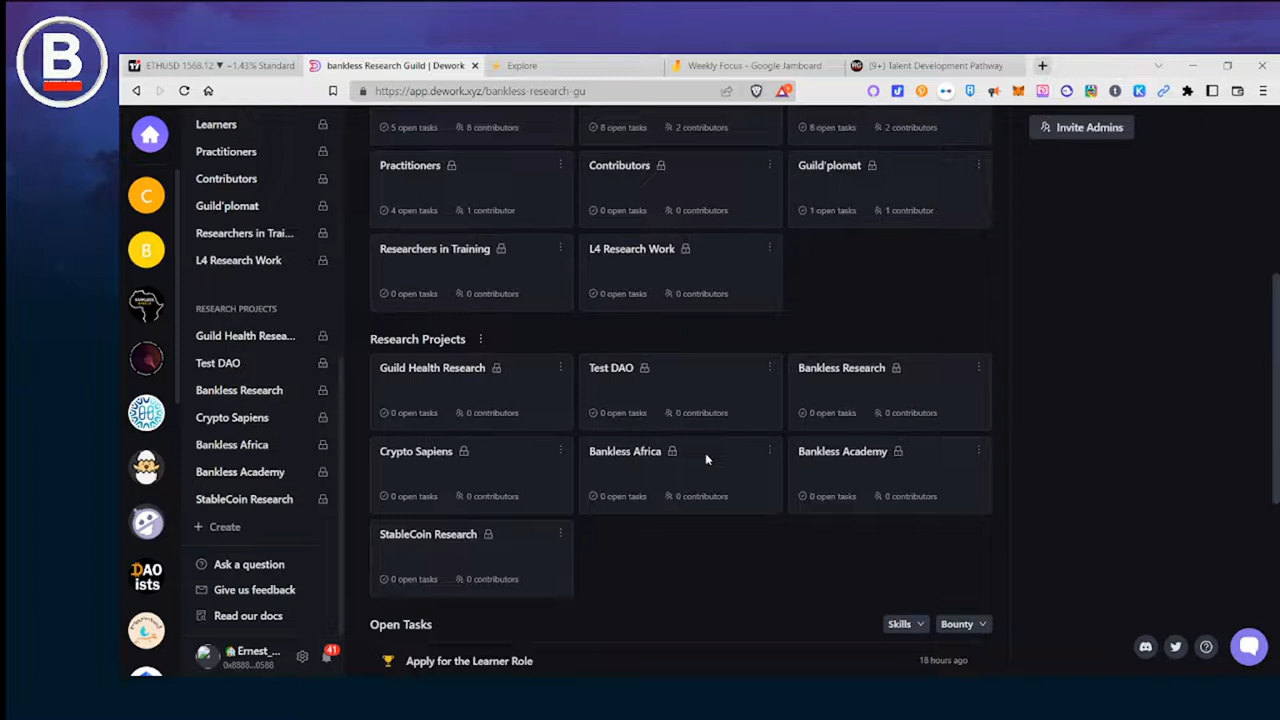 B
ETHUSD 1568.12 ▼ −1.43% Standard
bankless Research Guild | Dework
Explore
Weekly Focus - Google Jamboard
(9+) Talent Development Pathway
https://app.dework.xyz/bankless-research-gu
Learners
Practitioners
Contributors
Guild'plomat
Researchers in Trai...
L4 Research Work
RESEARCH PROJECTS
Guild Health Resea...
Test DAO
Bankless Research
Crypto Sapiens
Bankless Africa
Bankless Academy
StableCoin Research
+ Create
Ask a question
Give us feedback
Read our docs
Ernest_...
0x8888...0588
41
C
B
DAO
ists
5 open tasks 8 contributors
8 open tasks 2 contributors
8 open tasks 2 contributors
Practitioners
4 open tasks 1 contributor
Contributors
0 open tasks 0 contributors
Guild'plomat
1 open tasks 1 contributor
Researchers in Training
0 open tasks 0 contributors
L4 Research Work
0 open tasks 0 contributors
Research Projects
Guild Health Research
0 open tasks 0 contributors
Test DAO
0 open tasks 0 contributors
Bankless Research
0 open tasks 0 contributors
Crypto Sapiens
0 open tasks 0 contributors
Bankless Africa
0 open tasks 0 contributors
Bankless Academy
0 open tasks 0 contributors
StableCoin Research
0 open tasks 0 contributors
Open Tasks
Skills
Bounty
Apply for the Learner Role
18 hours ago
Invite Admins